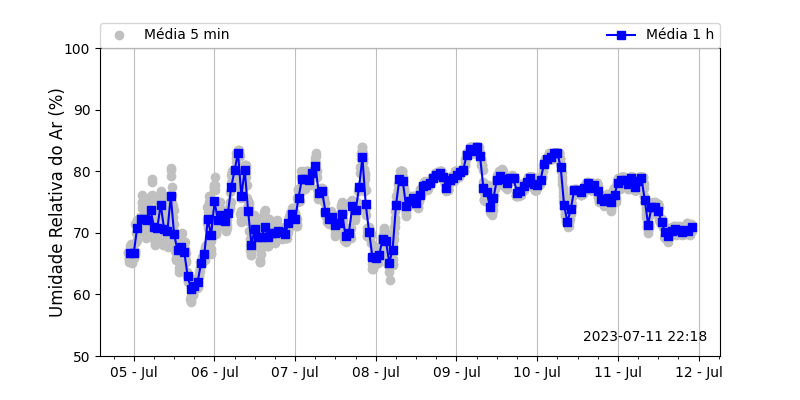 Média 5 min
Média 1 h
Umidade Relativa do Ar (%)
100
90
80
70
60
50
2023-07-11 22:18
05 - Jul
06 - Jul
07 - Jul
08 - Jul
09 - Jul
10 - Jul
11 - Jul
12 - Jul